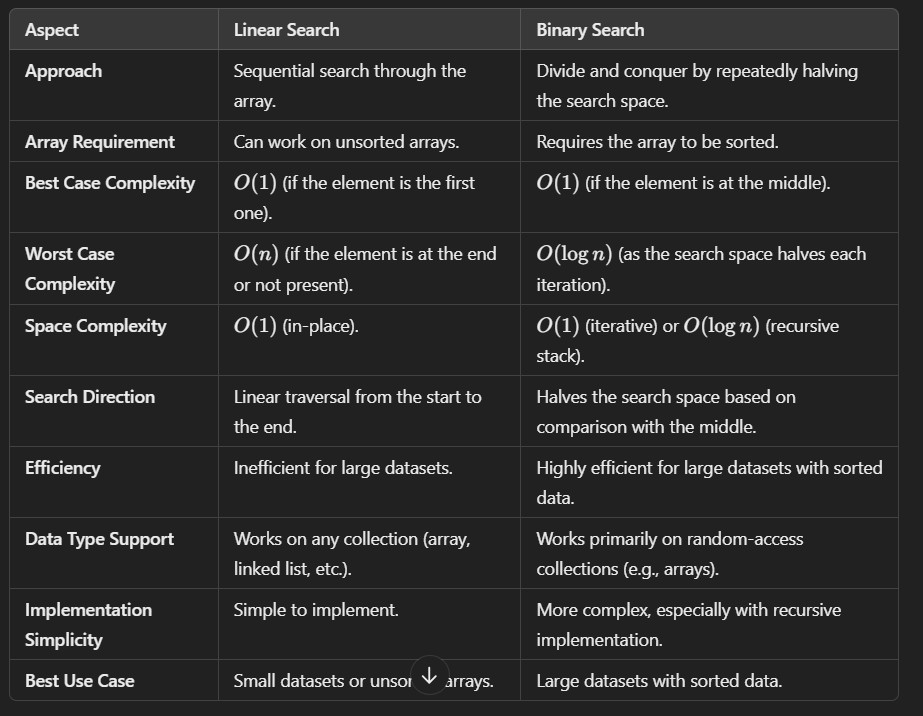 Aspect Linear Search Binary Search
Approach Sequential search through the Divide and conquer by repeatedly halving
array. the search space.
Array Requirement Can work on unsorted arrays. Requires the array to be sorted.
Best Case Complexity O(1) (if the element is the first O(1) (if the element is at the middle).
one).
Worst Case O(n) (if the element is at the end O(log n) (as the search space halves each
Complexity or not present). iteration).
Space Complexity O(1) (in-place). O(1) (iterative) or O(log n) (recursive
stack).
Search Direction Linear traversal from the start to Halves the search space based on
the end. comparison with the middle.
Efficiency Inefficient for large datasets. Highly efficient for large datasets with sorted
data.
Data Type Support Works on any collection (array, Works primarily on random-access
linked list, etc.). collections (e.g., arrays).
Implementation Simple to implement. More complex, especially with recursive
Simplicity implementation.
Best Use Case Small datasets or arrays. Large datasets with sorted data.